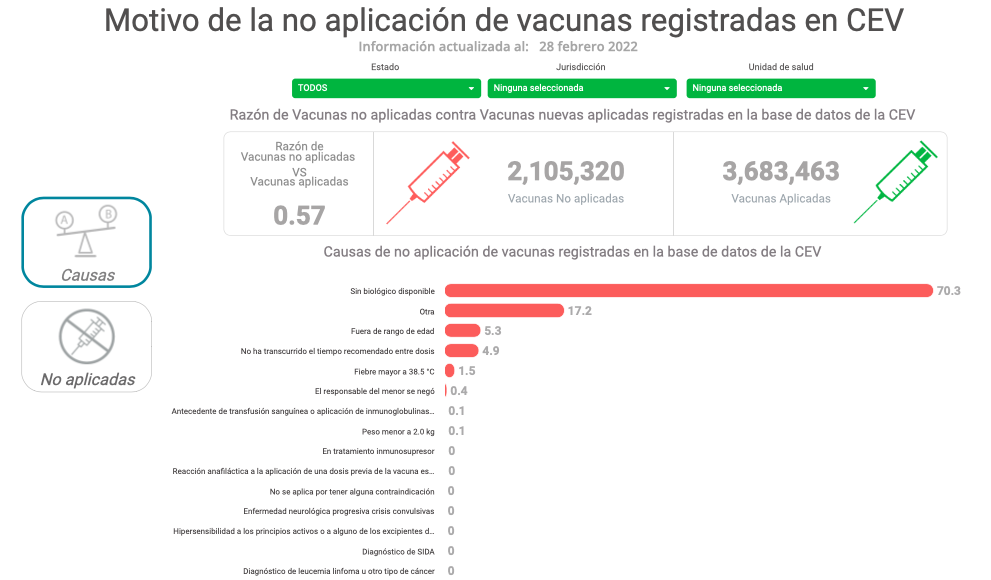 Motivo de la no aplicación de vacunas registradas en CEV
Información actualizada al: 28 febrero 2022
Estado
Jurisdicción
Unidad de salud
TODOS
Ninguna seleccionada
Ninguna seleccionada
Razón de Vacunas no aplicadas contra Vacunas nuevas aplicadas registradas en la base de datos de la CEV
Razón de
Vacunas no aplicadas
VS
Vacunas aplicadas
0.57
2,105,320
Vacunas No aplicadas
3,683,463
Vacunas Aplicadas
A
B
Causas
No aplicadas
Causas de no aplicación de vacunas registradas en la base de datos de la CEV
Sin biológico disponible 70.3
Otra 17.2
Fuera de rango de edad 5.3
No ha transcurrido el tiempo recomendado entre dosis 4.9
Fiebre mayor a 38.5 °C 1.5
El responsable del menor se negó 0.4
Antecedente de transfusión sanguínea o aplicación de inmunoglobulinas... 0.1
Peso menor a 2.0 kg 0.1
En tratamiento inmunosupresor 0
Reacción anafiláctica a la aplicación de una dosis previa de la vacuna es... 0
No se aplica por tener alguna contraindicación 0
Enfermedad neurológica progresiva crisis convulsivas 0
Hipersensibilidad a los principios activos o a alguno de los excipientes d... 0
Diagnóstico de SIDA 0
Diagnóstico de leucemia linfoma u otro tipo de cáncer 0